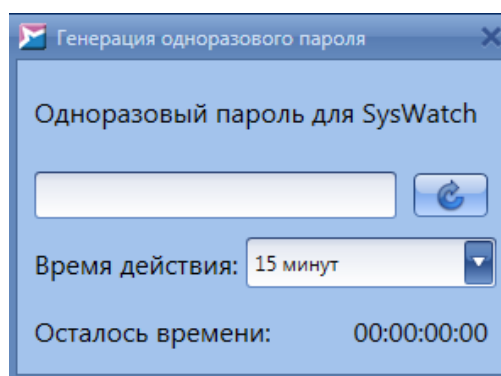 Генерация одноразового пароля
Одноразовый пароль для SysWatch
Время действия: 15 минут
Осталось времени: 00:00:00:00